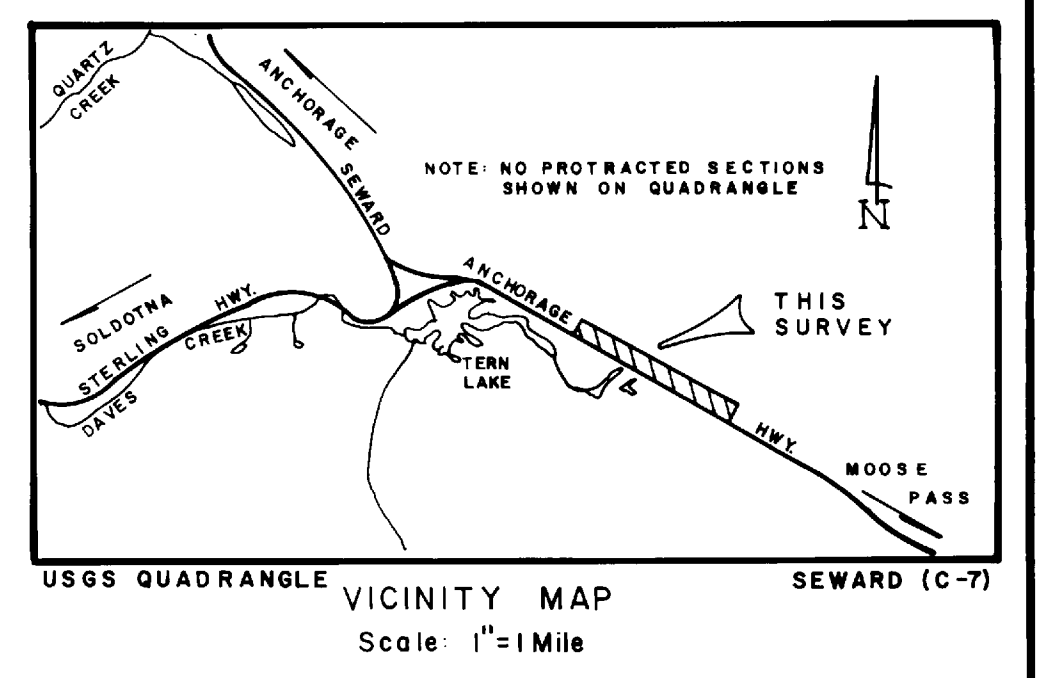 QUARTZ
CREEK
ANCHORAGE
SEWARD
NOTE: NO PROTRACTED SECTIONS
SHOWN ON QUADRANGLE
N
ANCHORAGE
HWY.
THIS
SURVEY
SOLDOTNA
STERLING HWY.
DAVES CREEK
TERN
LAKE
MOOSE
PASS
USGS QUADRANGLE
SEWARD (C-7)
VICINITY MAP
Scale: 1"=1 Mile